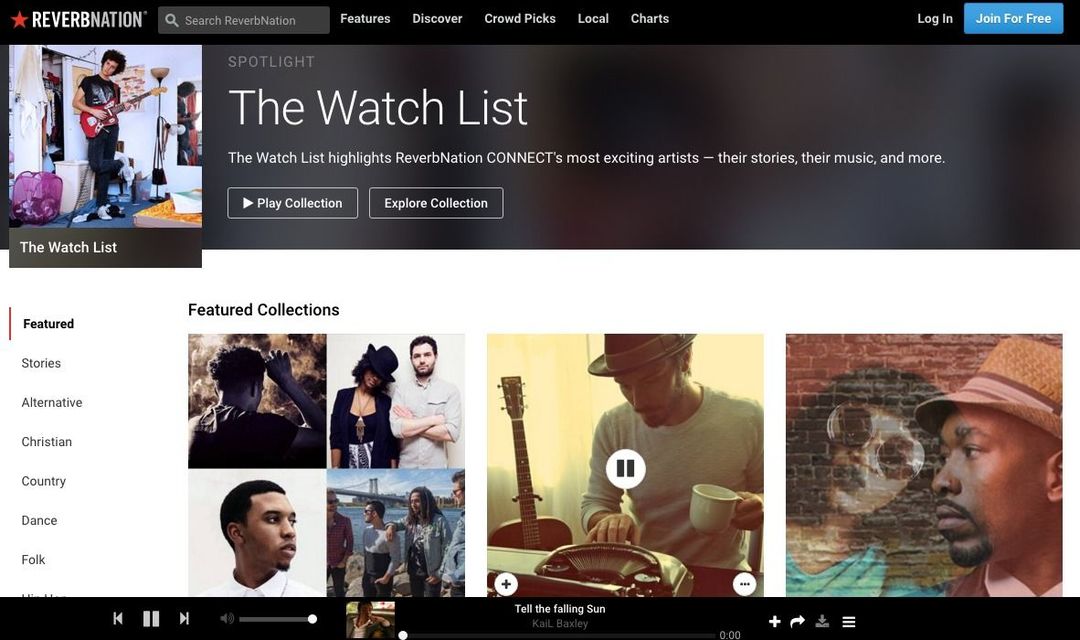 REVERBNATION
Search ReverbNation
Features
Discover
Crowd Picks
Local
Charts
Log In
Join For Free
SPOTLIGHT
The Watch List
The Watch List highlights ReverbNation CONNECT's most exciting artists — their stories, their music, and more.
Play Collection
Explore Collection
The Watch List
Featured
Stories
Alternative
Christian
Country
Dance
Folk
Featured Collections
Tell the falling Sun
KaiL Baxley
0:00